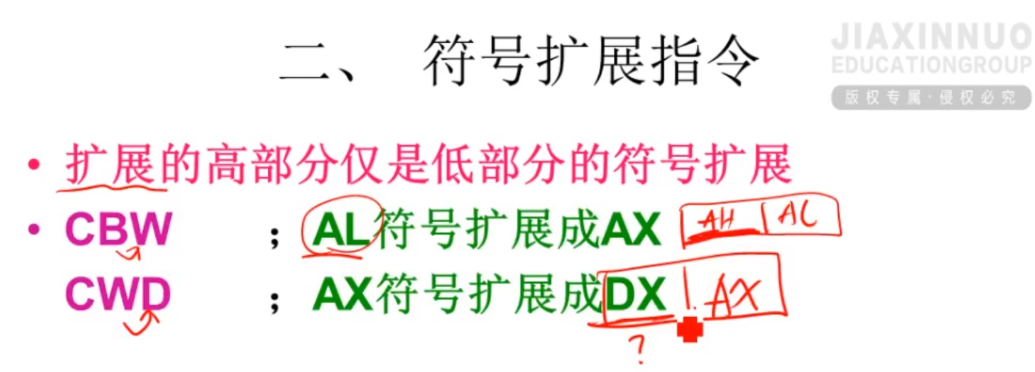 JIAXINNUO
EDUCATIONGROUP
版权专属·侵权必究
二、 符号扩展指令
• 扩展的高部分仅是低部分的符号扩展
• CBW ；AL符号扩展成AX AH AL
CWD ；AX符号扩展成DX AX
?